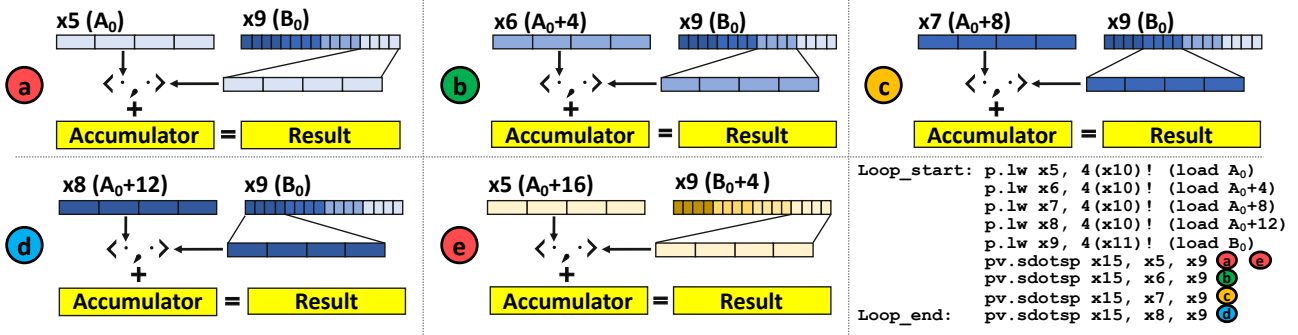 x5 (A₀) x9 (B₀)
a
< · , · >
+
Accumulator = Result
x6 (A₀+4) x9 (B₀)
b
< · , · >
+
Accumulator = Result
x7 (A₀+8) x9 (B₀)
c
< · , · >
+
Accumulator = Result
x8 (A₀+12) x9 (B₀)
d
< · , · >
+
Accumulator = Result
x5 (A₀+16) x9 (B₀+4)
e
< · , · >
+
Accumulator = Result
Loop_start: p.lw x5, 4(x10)! (load A₀)
p.lw x6, 4(x10)! (load A₀+4)
p.lw x7, 4(x10)! (load A₀+8)
p.lw x8, 4(x10)! (load A₀+12)
p.lw x9, 4(x11)! (load B₀)
pv.sdotsp x15, x5, x9 a e
pv.sdotsp x15, x6, x9 b
pv.sdotsp x15, x7, x9 c
Loop_end: pv.sdotsp x15, x8, x9 d